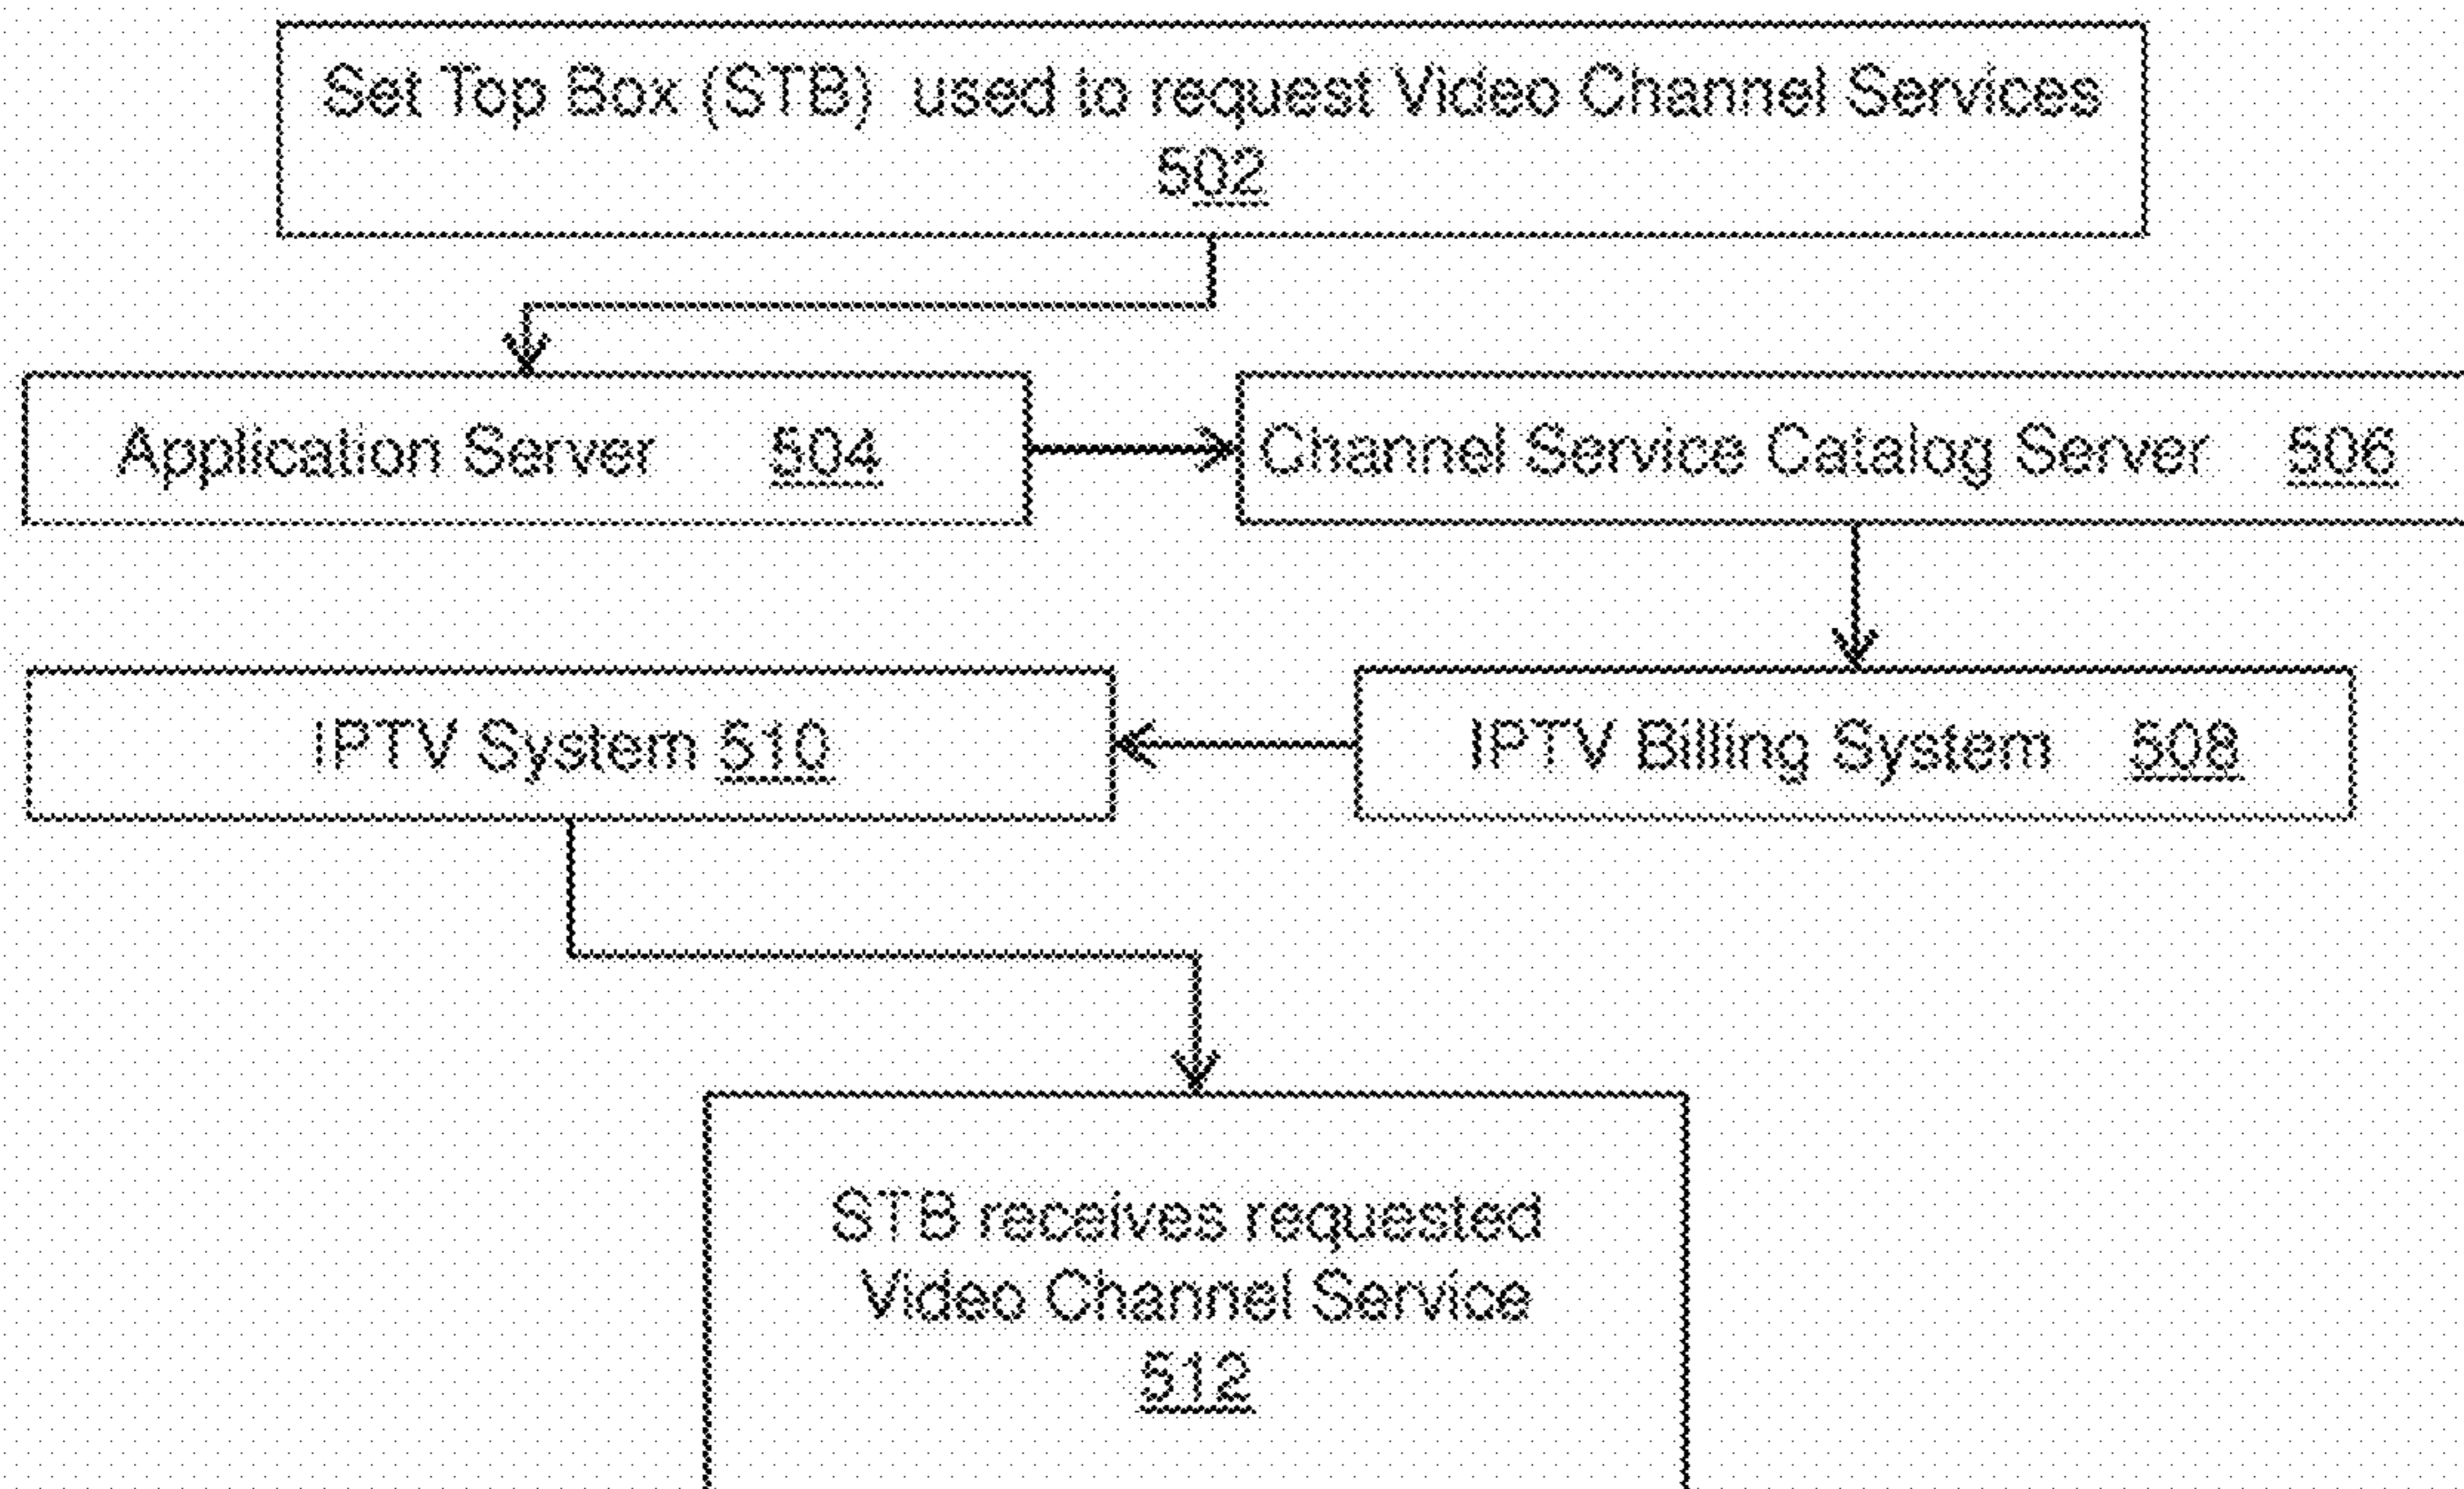 Set Top Box (STB) used to request Video Channel Services
502
Application Server 504
Channel Service Catalog Server 506
IPTV System 510
IPTV Billing System 508
STB receives requested
Video Channel Service
512